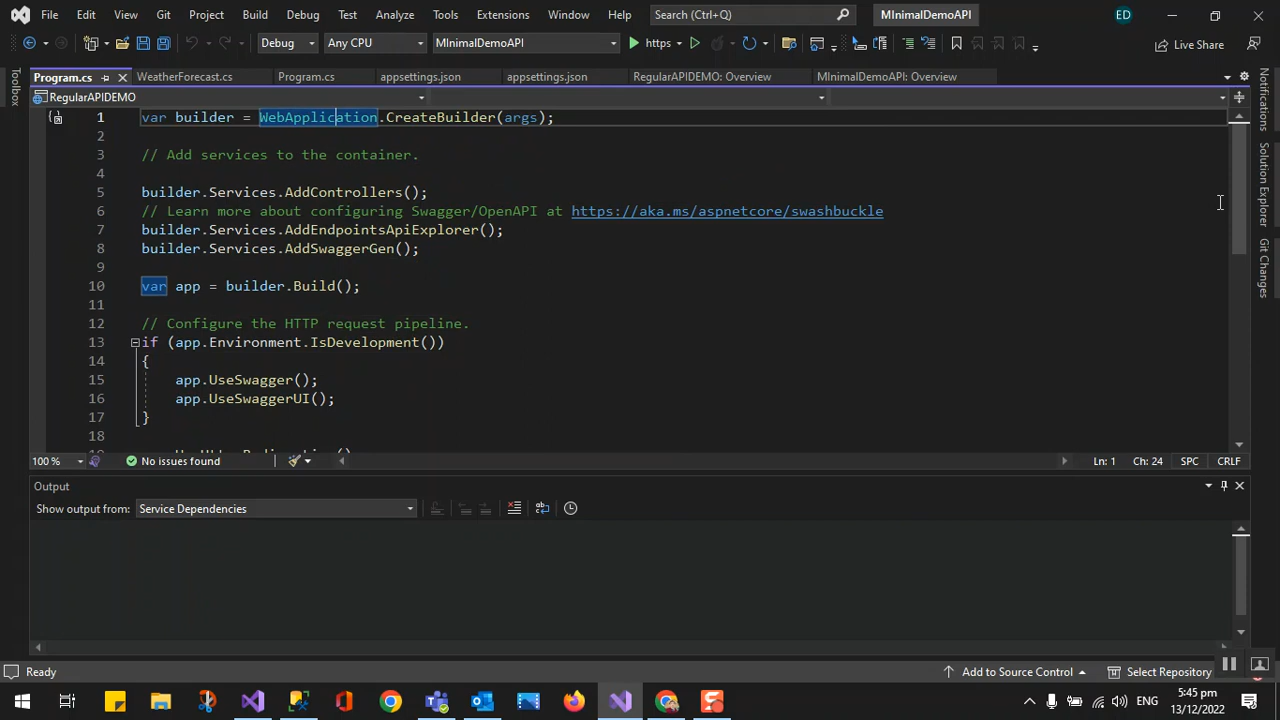 File Edit View Git Project Build Debug Test Analyze Tools Extensions Window Help Search (Ctrl+Q) MInimalDemoAPI ED
Debug Any CPU MInimalDemoAPI https Live Share
Program.cs WeatherForecast.cs Program.cs appsettings.json appsettings.json RegularAPIDEMO: Overview MInimalDemoAPI: Overview
RegularAPIDEMO
Toolbox
Notifications
Solution Explorer
Git Changes
1 var builder = WebApplication.CreateBuilder(args);
2
3 // Add services to the container.
4
5 builder.Services.AddControllers();
6 // Learn more about configuring Swagger/OpenAPI at https://aka.ms/aspnetcore/swashbuckle
7 builder.Services.AddEndpointsApiExplorer();
8 builder.Services.AddSwaggerGen();
9
10 var app = builder.Build();
11
12 // Configure the HTTP request pipeline.
13 if (app.Environment.IsDevelopment())
14 {
15 app.UseSwagger();
16 app.UseSwaggerUI();
17 }
18
100 % No issues found Ln: 1 Ch: 24 SPC CRLF
Output
Show output from: Service Dependencies
Ready Add to Source Control Select Repository
ENG 5:45 pm
13/12/2022